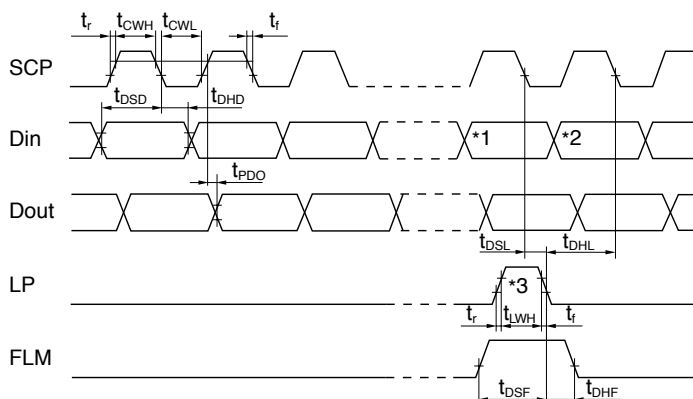 tr tCWH tCWL tf
SCP
tDSD tDHD
Din *1 *2
tPDO
Dout
tDSL tDHL
LP *3
tr tLWH tf
FLM
tDSF tDHF